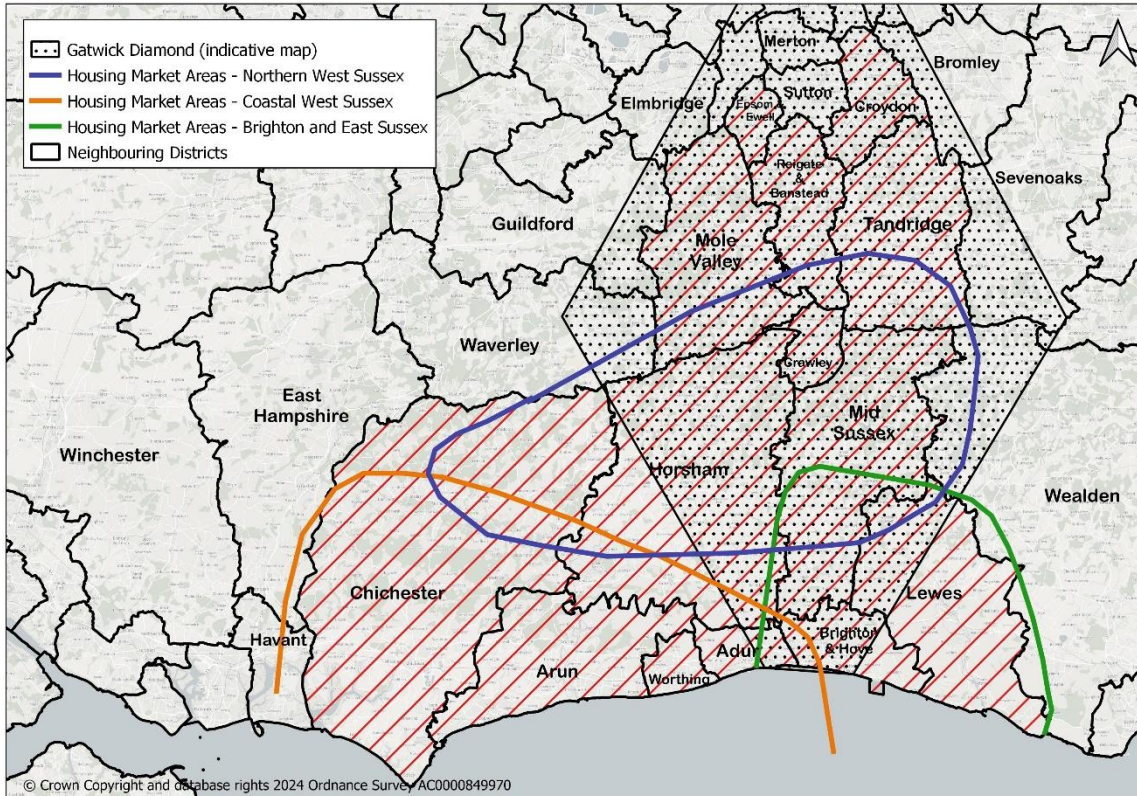 Gatwick Diamond (indicative map)
Housing Market Areas - Northern West Sussex
Housing Market Areas - Coastal West Sussex
Housing Market Areas - Brighton and East Sussex
Neighbouring Districts
Merton
Bromley
Sutton
Elmbridge
Epsom
Ewell
Croydon
Reigate
&
Banstead
Sevenoaks
Guildford
Tandridge
Mole
Valley
Waverley
Crawley
East
Hampshire
Mid
Sussex
Winchester
Horsham
Wealden
Chichester
Lewes
Havant
Brighton
& Hove
Adur
Arun
Worthing
© Crown Copyright and database rights 2024 Ordnance Survey AC0000849970